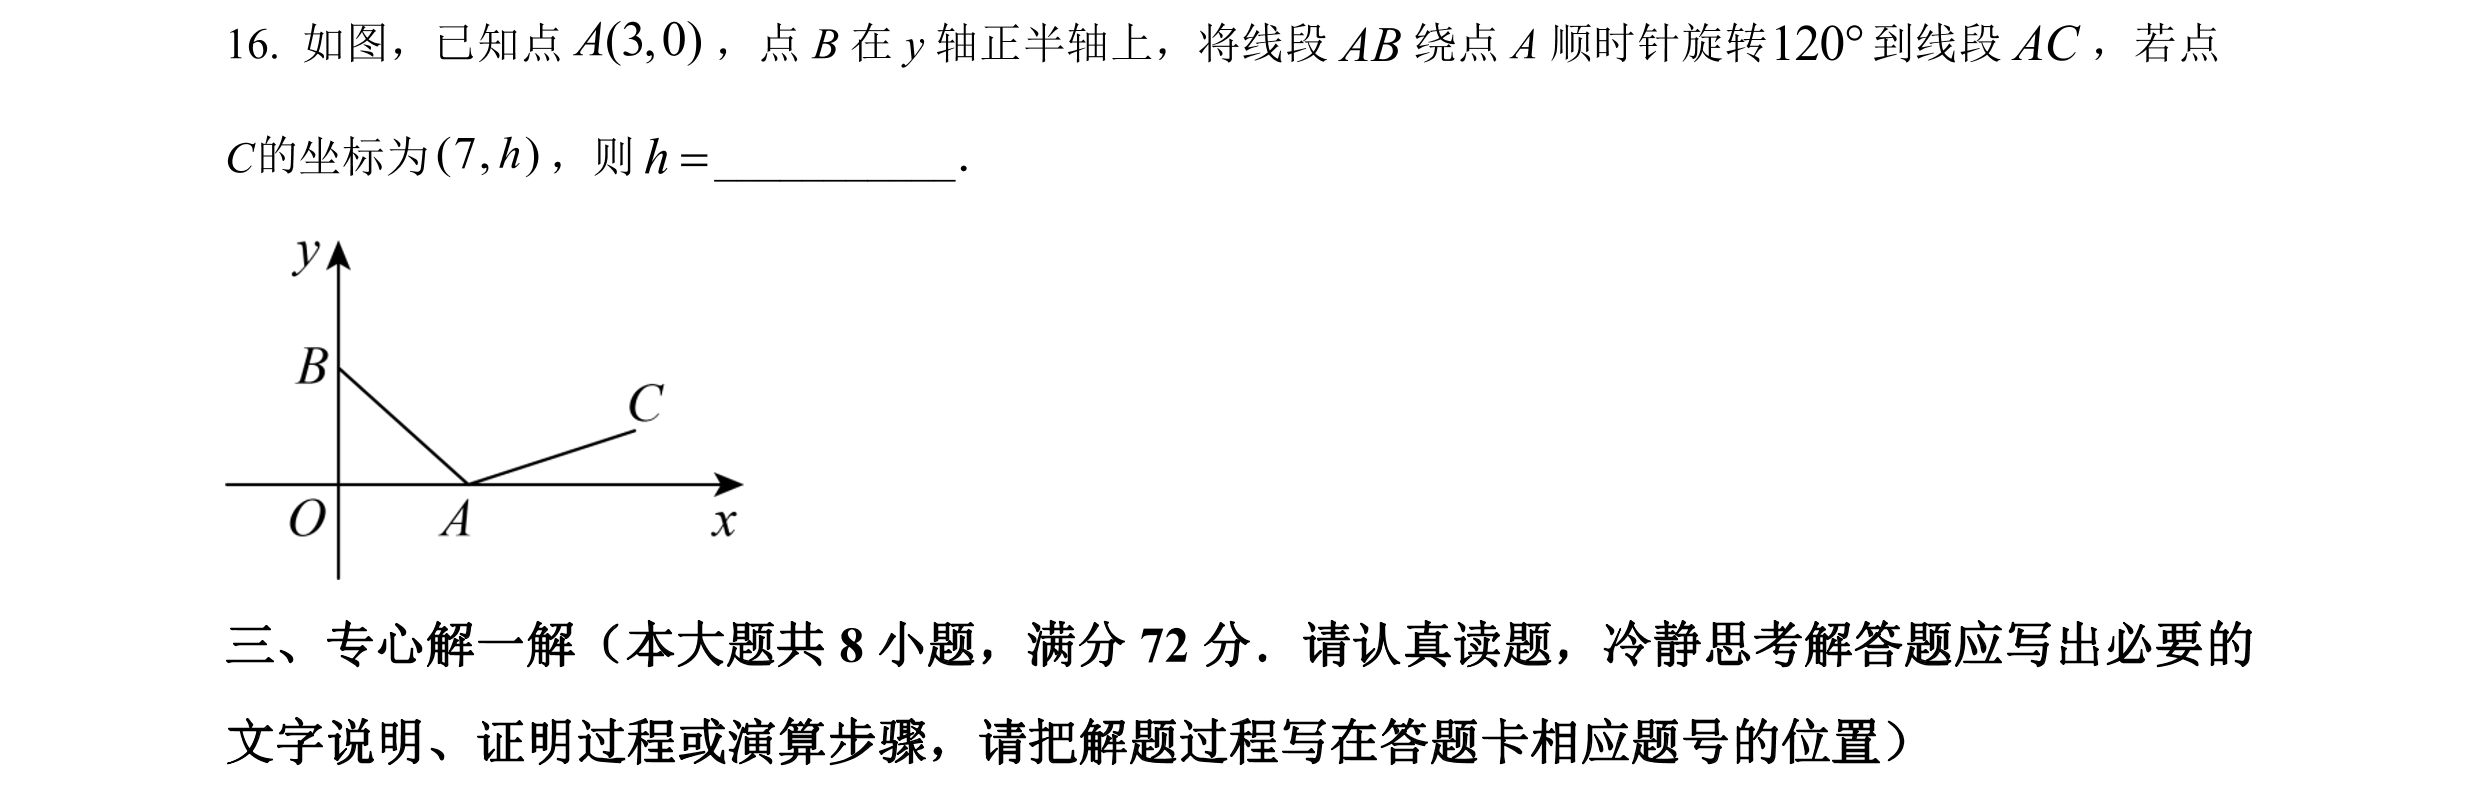 16. 如图，已知点 A(3,0)，点 B 在 y 轴正半轴上，将线段 AB 绕点 A 顺时针旋转120°到线段 AC，若点
C的坐标为(7,h)，则 h=___________.
y
B
C
O
A
x
三、专心解一解（本大题共 8 小题，满分 72 分．请认真读题，冷静思考解答题应写出必要的
文字说明、证明过程或演算步骤，请把解题过程写在答题卡相应题号的位置）